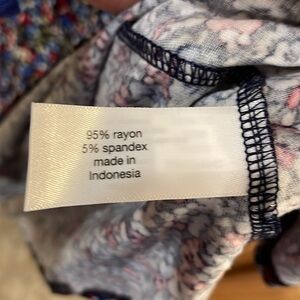 95% rayon
5% spandex
made in
Indonesia